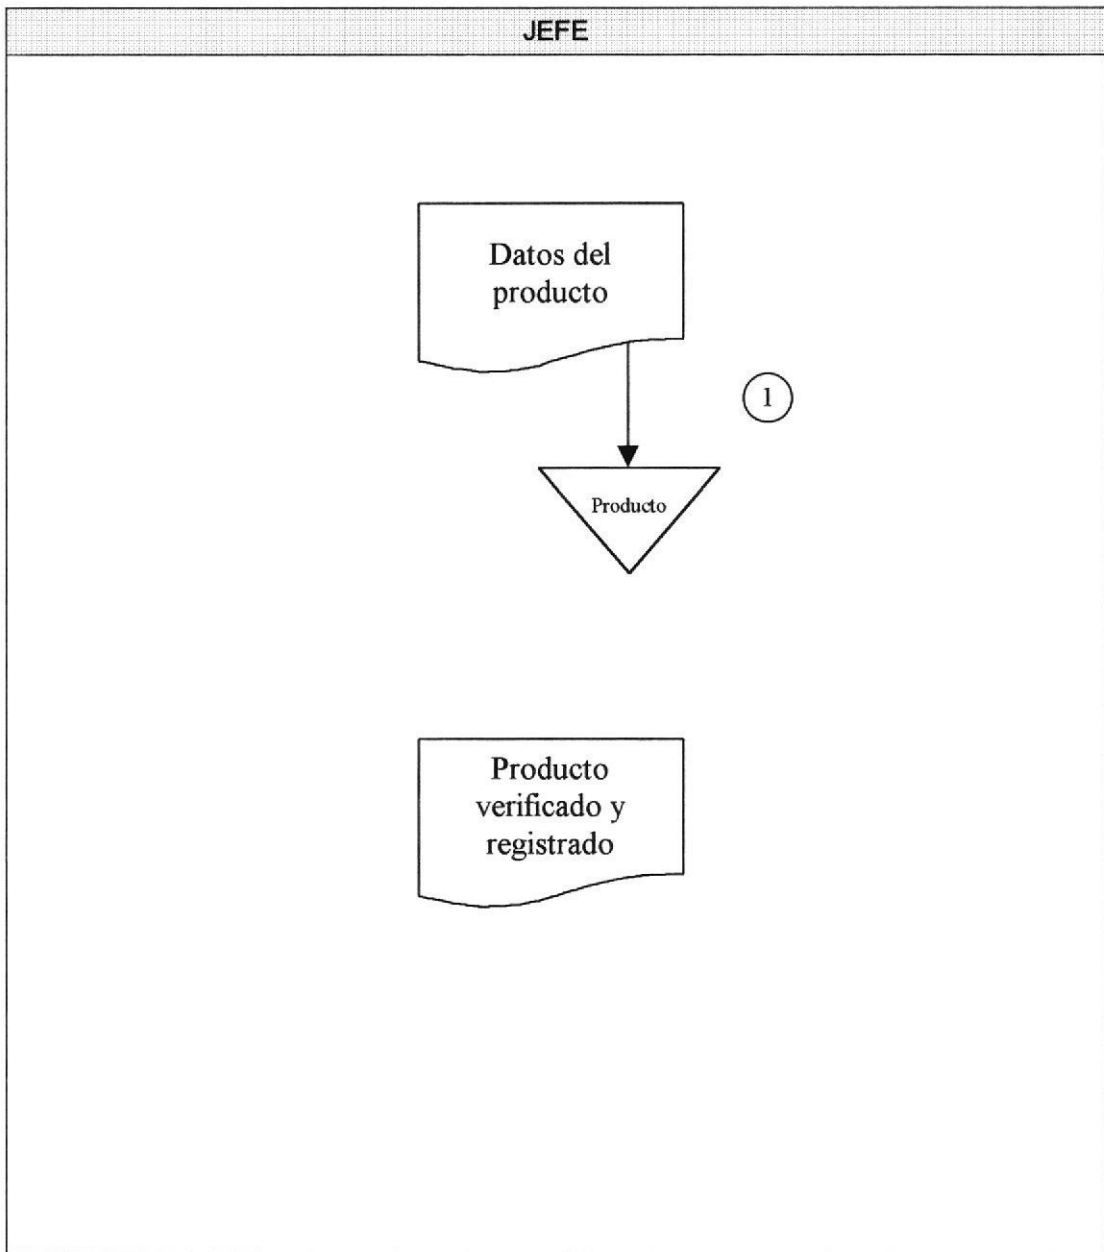 JEFE
Datos del
producto
1
Producto
Producto
verificado y
registrado